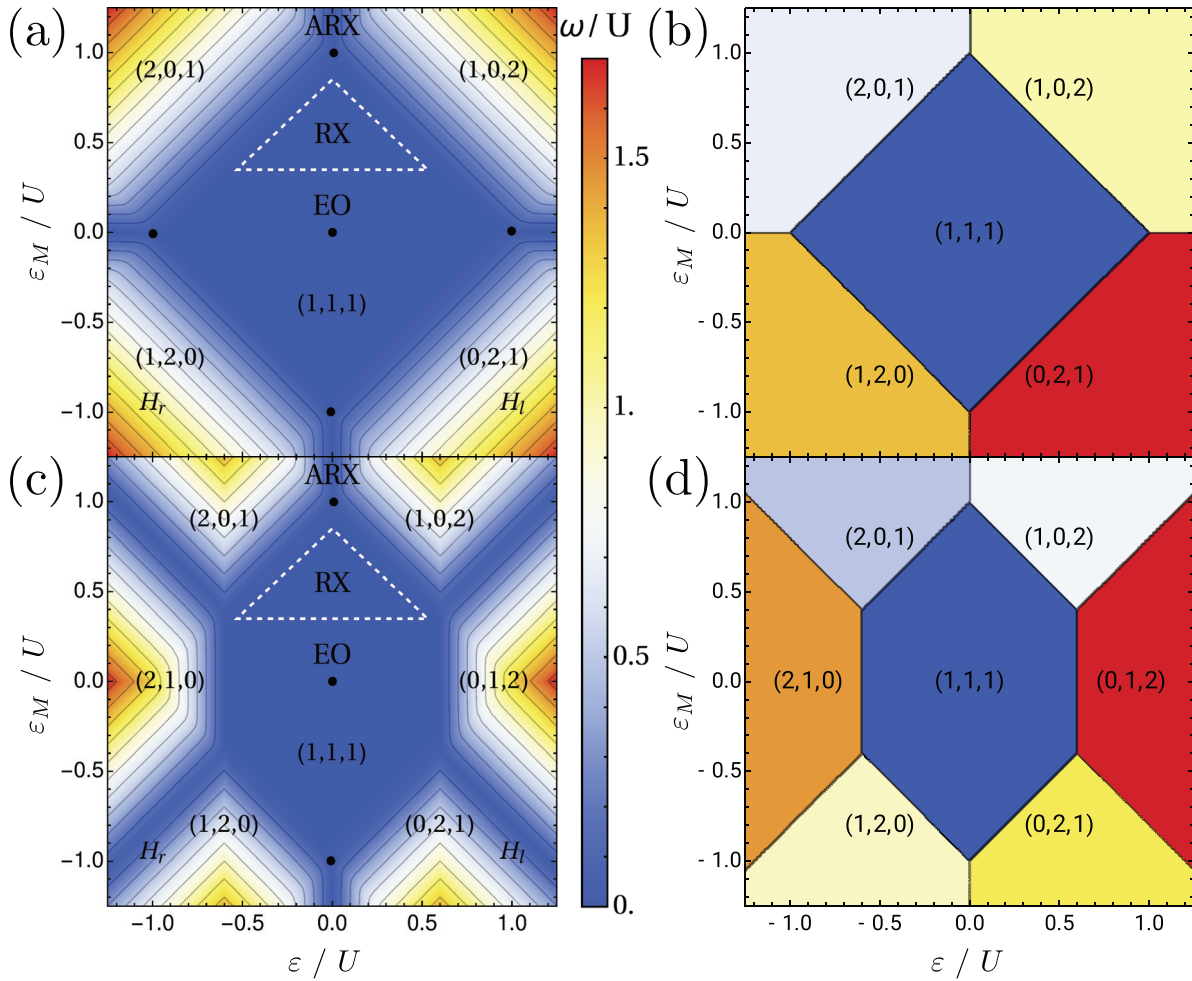 (a)
ARX
(2,0,1)
(1,0,2)
RX
EO
(1,1,1)
(1,2,0)
(0,2,1)
H_r
H_l
1.0
0.5
0.0
−0.5
−1.0
ε_M / U
ω/ U
1.5
1.
0.5
0.
(b)
(2,0,1)
(1,0,2)
(1,1,1)
(1,2,0)
(0,2,1)
1.0
0.5
0.0
- 0.5
- 1.0
ε_M / U
(c)
ARX
(2,0,1)
(1,0,2)
RX
EO
(2,1,0)
(0,1,2)
(1,1,1)
(1,2,0)
(0,2,1)
H_r
H_l
1.0
0.5
0.0
−0.5
−1.0
ε_M / U
−1.0 −0.5 0.0 0.5 1.0
ε / U
(d)
(2,0,1)
(1,0,2)
(2,1,0)
(1,1,1)
(0,1,2)
(1,2,0)
(0,2,1)
1.0
0.5
0.0
- 0.5
- 1.0
ε_M / U
- 1.0 - 0.5 0.0 0.5 1.0
ε / U